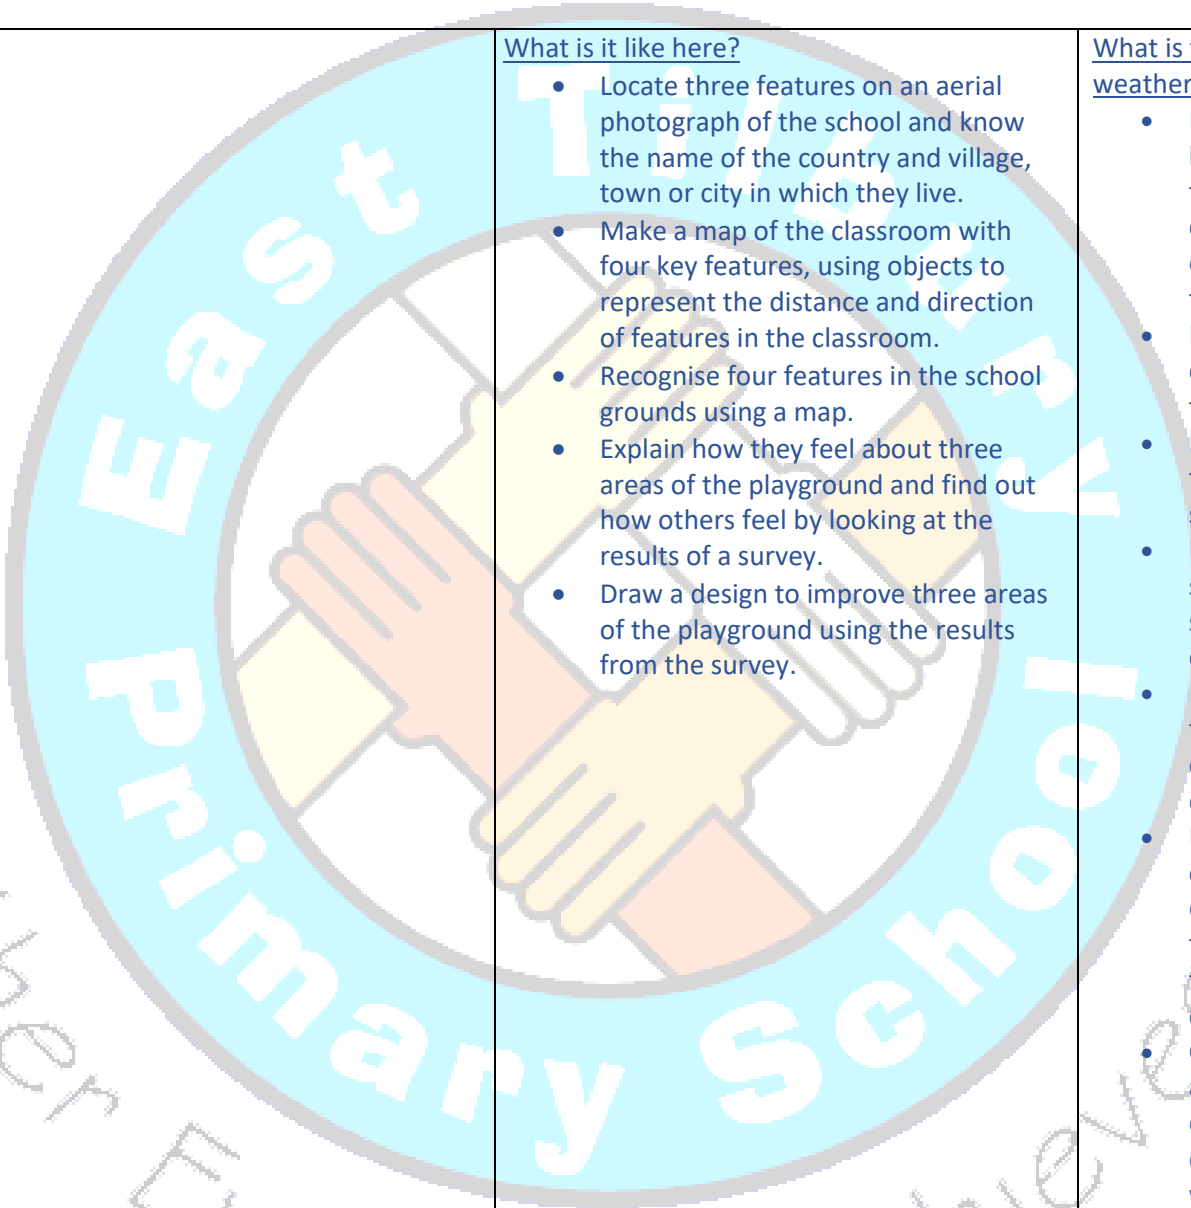 What is it like here?
• Locate three features on an aerial
photograph of the school and know
the name of the country and village,
town or city in which they live.
• Make a map of the classroom with
four key features, using objects to
represent the distance and direction
of features in the classroom.
• Recognise four features in the school
grounds using a map.
• Explain how they feel about three
areas of the playground and find out
how others feel by looking at the
results of a survey.
• Draw a design to improve three areas
of the playground using the results
from the survey.
What is
weather
East Tilbury
Primary School